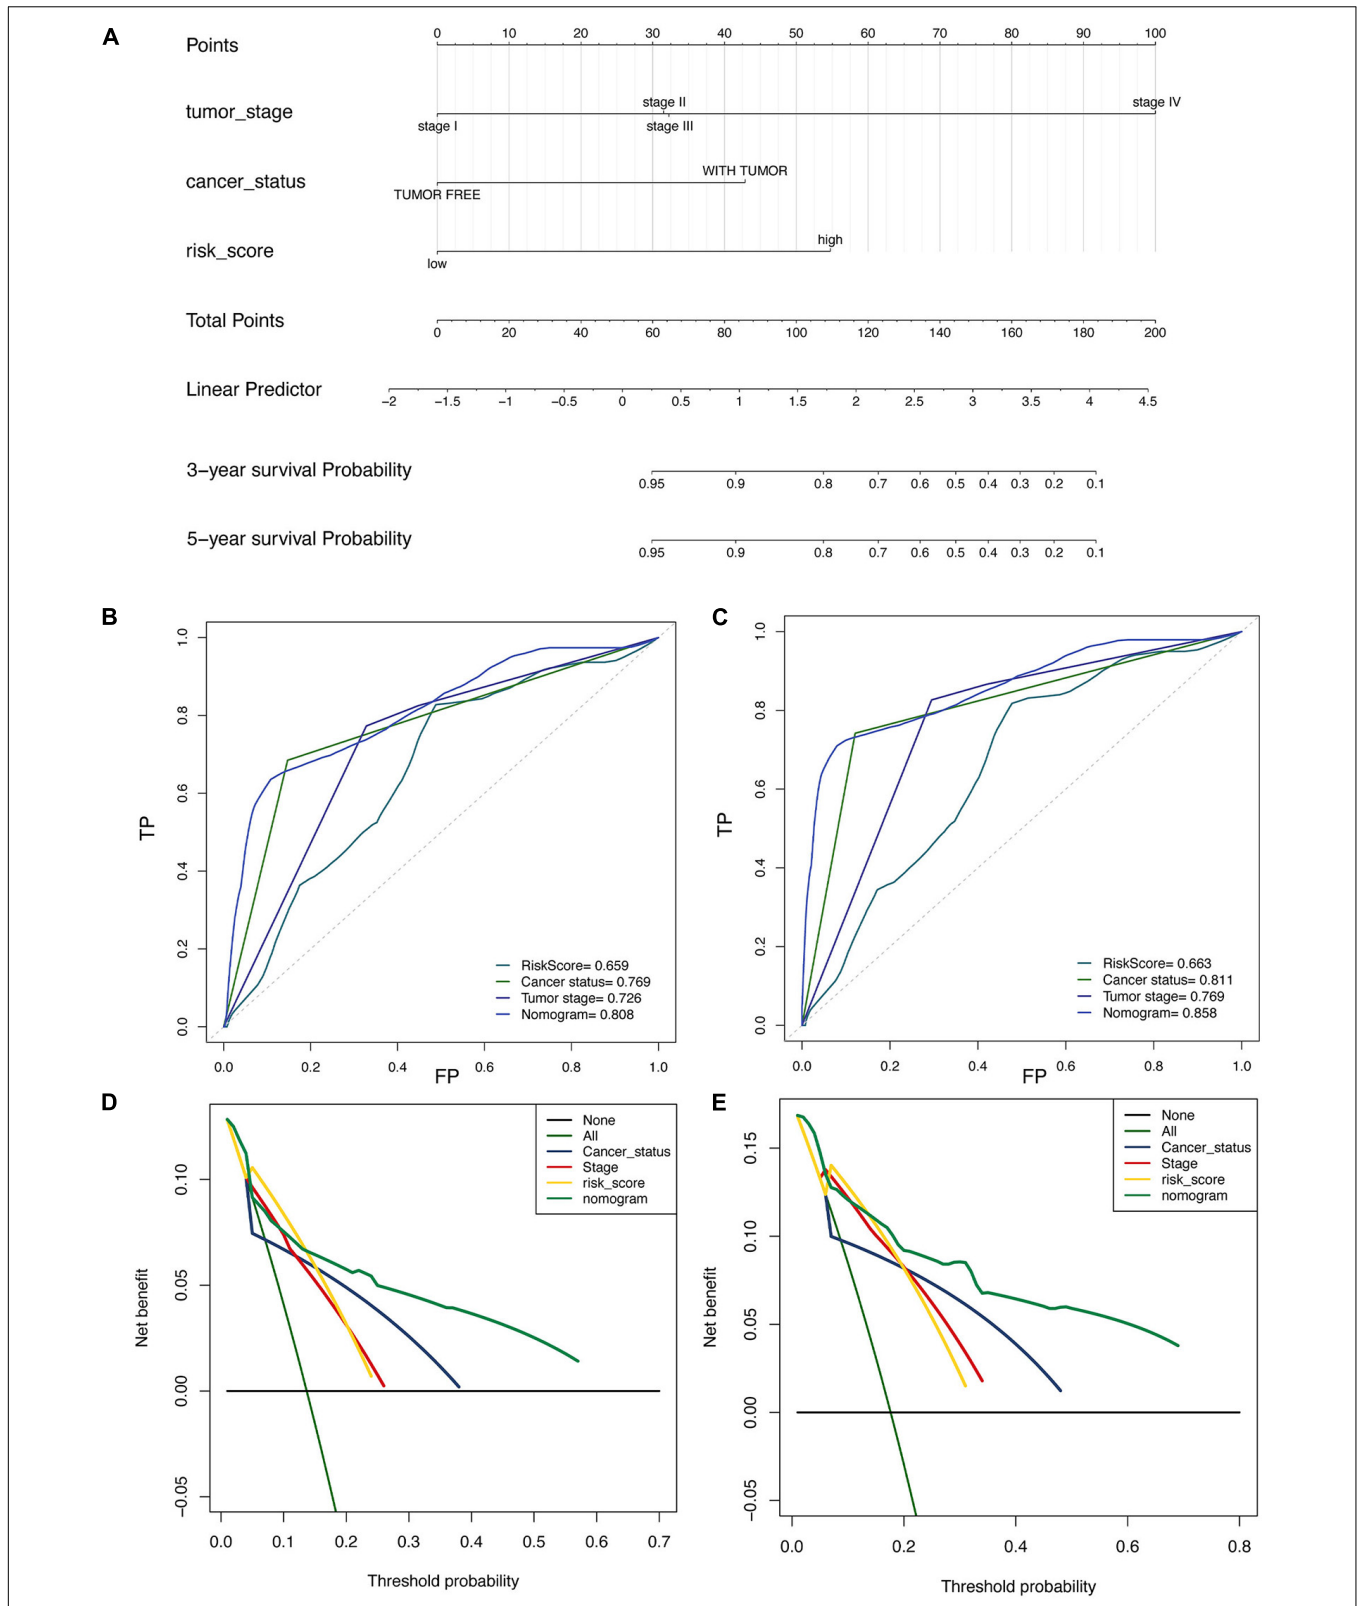 A
Points
0 10 20 30 40 50 60 70 80 90 100
tumor_stage
stage II stage IV
stage I stage III
cancer_status
WITH TUMOR
TUMOR FREE
risk_score
high
low
Total Points
0 20 40 60 80 100 120 140 160 180 200
Linear Predictor
−2 −1.5 −1 −0.5 0 0.5 1 1.5 2 2.5 3 3.5 4 4.5
3−year survival Probability
0.95 0.9 0.8 0.7 0.6 0.5 0.4 0.3 0.2 0.1
5−year survival Probability
0.95 0.9 0.8 0.7 0.6 0.5 0.4 0.3 0.2 0.1
B
TP
1.0
0.8
0.6
0.4
0.2
0.0
RiskScore= 0.659
Cancer status= 0.769
Tumor stage= 0.726
Nomogram= 0.808
0.0 0.2 0.4 0.6 0.8 1.0
FP
C
TP
1.0
0.8
0.6
0.4
0.2
0.0
RiskScore= 0.663
Cancer status= 0.811
Tumor stage= 0.769
Nomogram= 0.858
0.0 0.2 0.4 0.6 0.8 1.0
FP
D
Net benefit
0.10
0.05
0.00
−0.05
None
All
Cancer_status
Stage
risk_score
nomogram
0.0 0.1 0.2 0.3 0.4 0.5 0.6 0.7
Threshold probability
E
Net benefit
0.15
0.10
0.05
0.00
−0.05
None
All
Cancer_status
Stage
risk_score
nomogram
0.0 0.2 0.4 0.6 0.8
Threshold probability